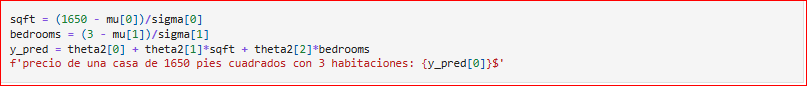 sqft = (1650 - mu[0])/sigma[0]
bedrooms = (3 - mu[1])/sigma[1]
y_pred = theta2[0] + theta2[1]*sqft + theta2[2]*bedrooms
f'precio de una casa de 1650 pies cuadrados con 3 habitaciones: {y_pred[0]}$'